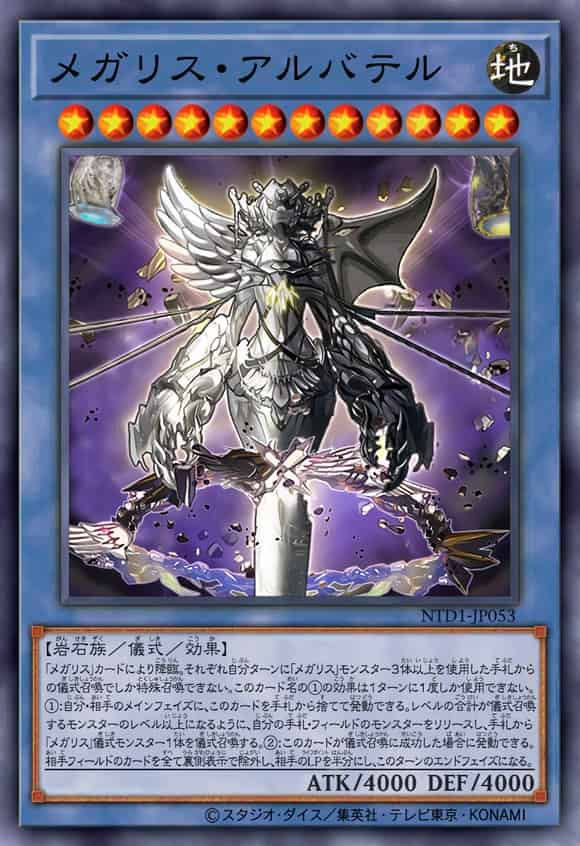 メガリス・アルバテル
地
NTD1-JP053
【岩石族／儀式／効果】
「メガリス」カードにより降臨。それぞれ自分ターンに「メガリス」モンスター3体以上を使用した手札から
の儀式召喚でしか特殊召喚できない。このカード名の①の効果は1ターンに1度しか使用できない。
①：自分・相手のメインフェイズに、このカードを手札から捨てて発動できる。レベルの合計が儀式召喚
するモンスターのレベル以上になるように、自分の手札・フィールドのモンスターをリリースし、手札から
「メガリス」儀式モンスター1体を儀式召喚する。②：このカードが儀式召喚に成功した場合に発動できる。
相手フィールドのカードを全て裏側表示で除外し、相手のLPを半分にし、このターンのエンドフェイズになる。
ATK/4000 DEF/4000
©スタジオ・ダイス／集英社・テレビ東京・KONAMI